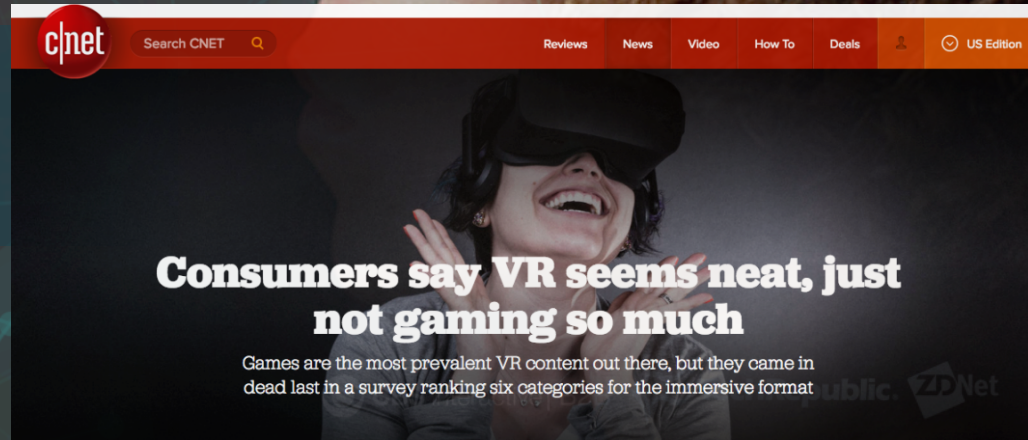 c|net
Search CNET
Reviews
News
Video
How To
Deals
US Edition
Consumers say VR seems neat, just
not gaming so much
Games are the most prevalent VR content out there, but they came in
dead last in a survey ranking six categories for the immersive format
public.
ZDNet